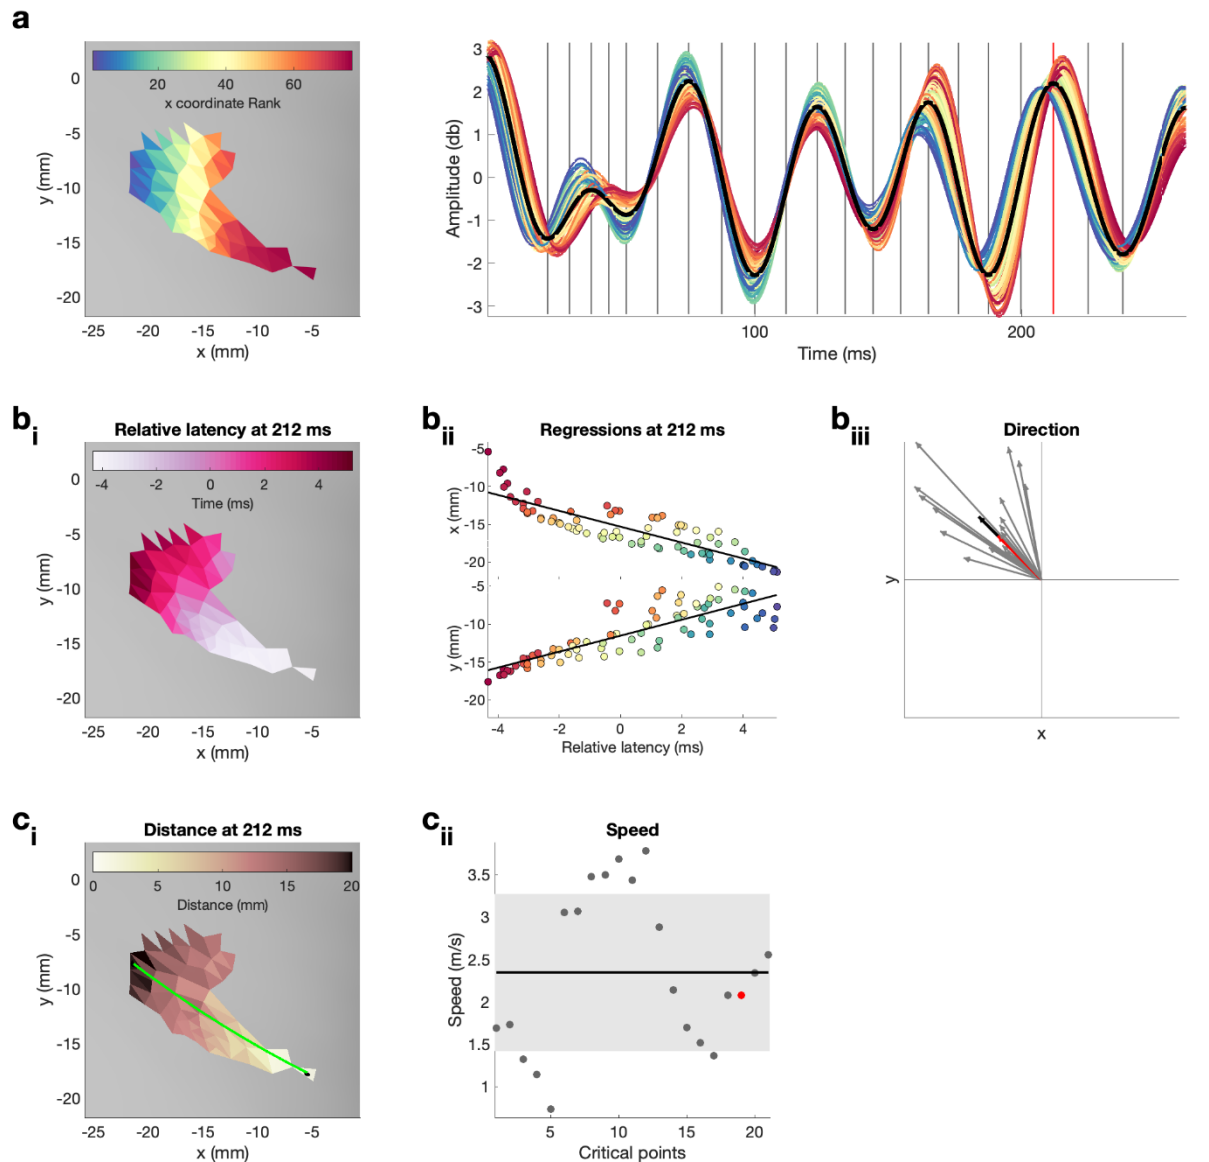 a
20 40 60
x coordinate Rank
0
-5
-10
-15
-20
y (mm)
-25 -20 -15 -10 -5
x (mm)
3
2
1
0
-1
-2
-3
Amplitude (db)
100 200
Time (ms)
bi
Relative latency at 212 ms
-4 -2 0 2 4
Time (ms)
0
-5
-10
-15
-20
y (mm)
-25 -20 -15 -10 -5
x (mm)
bii
Regressions at 212 ms
-5
-10
-15
-20
x (mm)
-5
-10
-15
-20
y (mm)
-4 -2 0 2 4
Relative latency (ms)
biii
Direction
y
x
ci
Distance at 212 ms
0 5 10 15 20
Distance (mm)
0
-5
-10
-15
-20
y (mm)
-25 -20 -15 -10 -5
x (mm)
cii
Speed
3.5
3
2.5
2
1.5
1
Speed (m/s)
5 10 15 20
Critical points